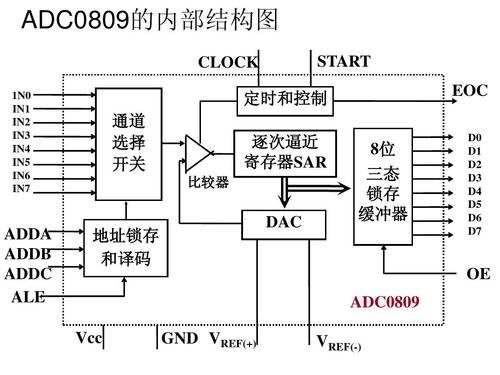 ADC0809的内部结构图
CLOCK
START
EOC
IN0
IN1
IN2
IN3
IN4
IN5
IN6
IN7
通道
选择
开关
定时和控制
比较器
逐次逼近
寄存器SAR
8位
三态
锁存
缓冲器
D0
D1
D2
D3
D4
D5
D6
D7
ADDA
ADDB
ADDC
ALE
地址锁存
和译码
DAC
OE
ADC0809
Vcc
GND
VREF(+)
VREF(-)